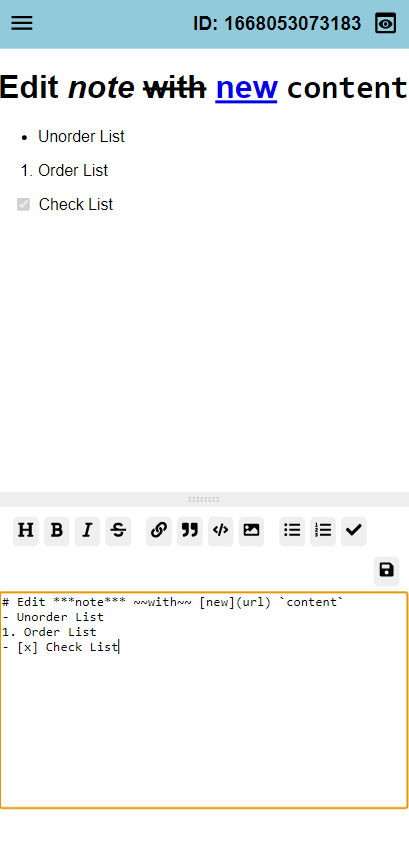 ID: 1668053073183
Edit note with new content
• Unorder List
1. Order List
Check List
H B I S
# Edit ***note*** ~~with~~ [new](url) `content`
- Unorder List
1. Order List
- [x] Check List